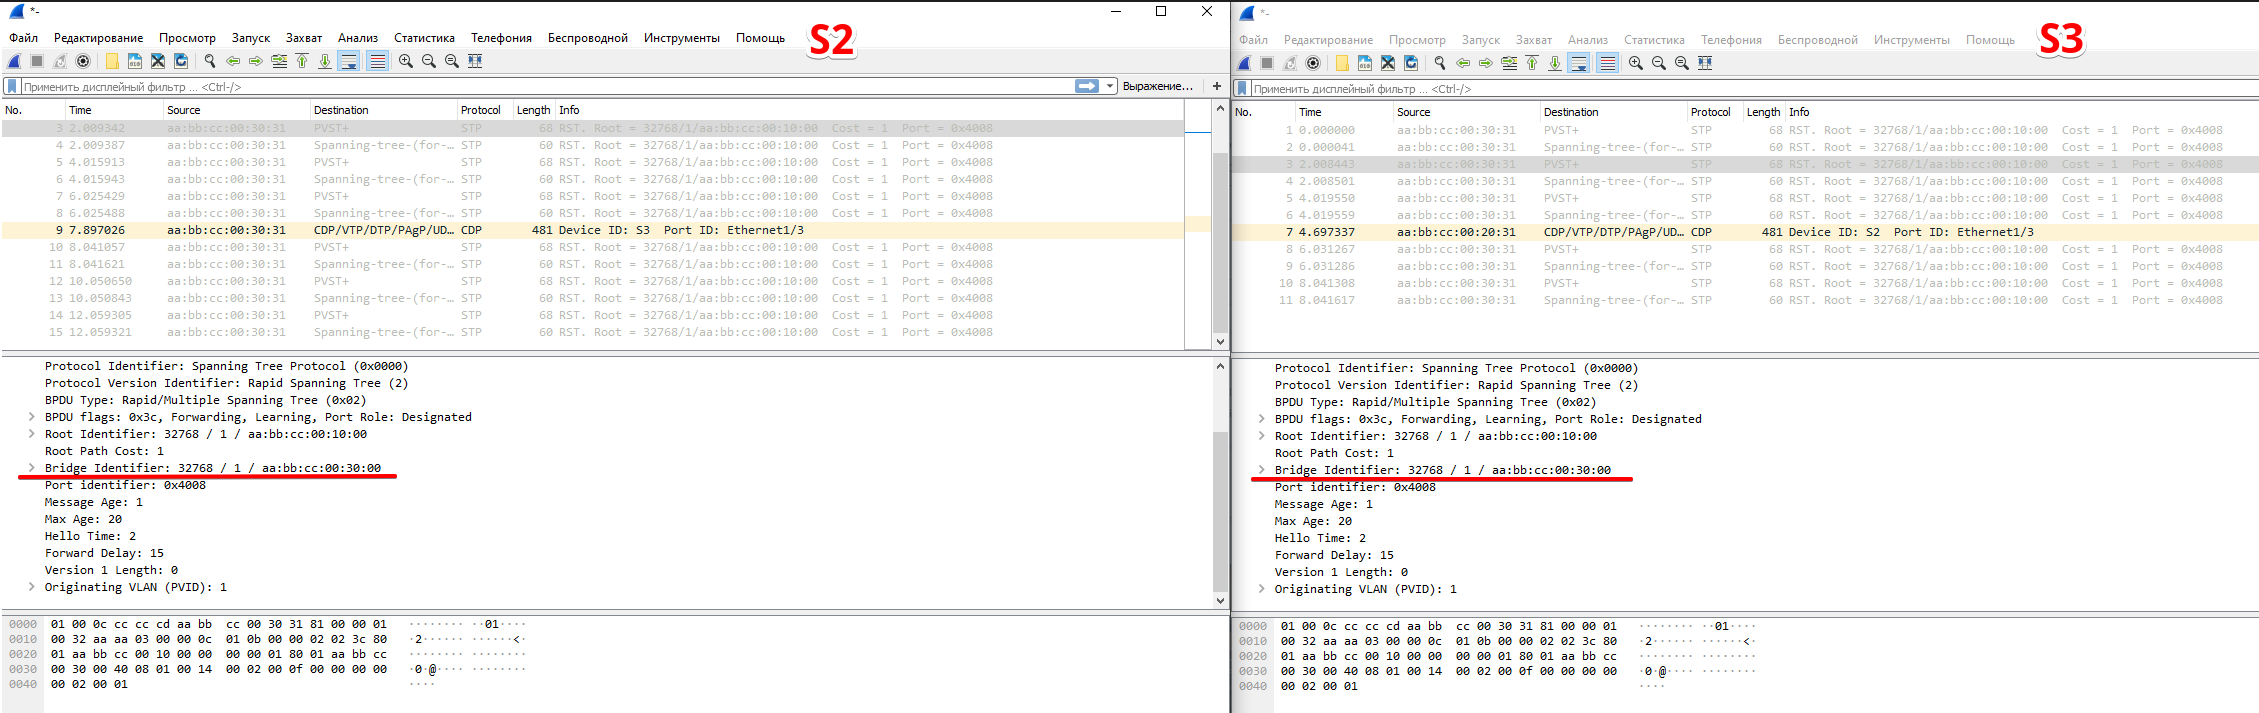 *-
S2
Файл Редактирование Просмотр Запуск Захват Анализ Статистика Телефония Беспроводной Инструменты Помощь
Применить дисплейный фильтр ... <Ctrl-/> Выражение... +
No. Time Source Destination Protocol Length Info
3 2.009342 aa:bb:cc:00:30:31 PVST+ STP 68 RST. Root = 32768/1/aa:bb:cc:00:10:00 Cost = 1 Port = 0x4008
4 2.009387 aa:bb:cc:00:30:31 Spanning-tree-(for-… STP 60 RST. Root = 32768/1/aa:bb:cc:00:10:00 Cost = 1 Port = 0x4008
5 4.015913 aa:bb:cc:00:30:31 PVST+ STP 68 RST. Root = 32768/1/aa:bb:cc:00:10:00 Cost = 1 Port = 0x4008
6 4.015943 aa:bb:cc:00:30:31 Spanning-tree-(for-… STP 60 RST. Root = 32768/1/aa:bb:cc:00:10:00 Cost = 1 Port = 0x4008
7 6.025429 aa:bb:cc:00:30:31 PVST+ STP 68 RST. Root = 32768/1/aa:bb:cc:00:10:00 Cost = 1 Port = 0x4008
8 6.025488 aa:bb:cc:00:30:31 Spanning-tree-(for-… STP 60 RST. Root = 32768/1/aa:bb:cc:00:10:00 Cost = 1 Port = 0x4008
9 7.897026 aa:bb:cc:00:30:31 CDP/VTP/DTP/PAgP/UD… CDP 481 Device ID: S3 Port ID: Ethernet1/3
10 8.041057 aa:bb:cc:00:30:31 PVST+ STP 68 RST. Root = 32768/1/aa:bb:cc:00:10:00 Cost = 1 Port = 0x4008
11 8.041621 aa:bb:cc:00:30:31 Spanning-tree-(for-… STP 60 RST. Root = 32768/1/aa:bb:cc:00:10:00 Cost = 1 Port = 0x4008
12 10.050650 aa:bb:cc:00:30:31 PVST+ STP 68 RST. Root = 32768/1/aa:bb:cc:00:10:00 Cost = 1 Port = 0x4008
13 10.050843 aa:bb:cc:00:30:31 Spanning-tree-(for-… STP 60 RST. Root = 32768/1/aa:bb:cc:00:10:00 Cost = 1 Port = 0x4008
14 12.059305 aa:bb:cc:00:30:31 PVST+ STP 68 RST. Root = 32768/1/aa:bb:cc:00:10:00 Cost = 1 Port = 0x4008
15 12.059321 aa:bb:cc:00:30:31 Spanning-tree-(for-… STP 60 RST. Root = 32768/1/aa:bb:cc:00:10:00 Cost = 1 Port = 0x4008
Protocol Identifier: Spanning Tree Protocol (0x0000)
Protocol Version Identifier: Rapid Spanning Tree (2)
BPDU Type: Rapid/Multiple Spanning Tree (0x02)
BPDU flags: 0x3c, Forwarding, Learning, Port Role: Designated
Root Identifier: 32768 / 1 / aa:bb:cc:00:10:00
Root Path Cost: 1
Bridge Identifier: 32768 / 1 / aa:bb:cc:00:30:00
Port identifier: 0x4008
Message Age: 1
Max Age: 20
Hello Time: 2
Forward Delay: 15
Version 1 Length: 0
Originating VLAN (PVID): 1
0000 01 00 0c cc cc cd aa bb cc 00 30 31 81 00 00 01 ········ ··01····
0010 00 32 aa aa 03 00 00 0c 01 0b 00 00 02 02 3c 80 ·2······ ······<·
0020 01 aa bb cc 00 10 00 00 00 00 01 80 01 aa bb cc ········ ········
0030 00 30 00 40 08 01 00 14 00 02 00 0f 00 00 00 00 ·0·@···· ········
0040 00 02 00 01 ····
*-
S3
Файл Редактирование Просмотр Запуск Захват Анализ Статистика Телефония Беспроводной Инструменты Помощь
Применить дисплейный фильтр ... <Ctrl-/>
No. Time Source Destination Protocol Length Info
1 0.000000 aa:bb:cc:00:30:31 PVST+ STP 68 RST. Root = 32768/1/aa:bb:cc:00:10:00 Cost = 1 Port = 0x4008
2 0.000041 aa:bb:cc:00:30:31 Spanning-tree-(for-… STP 60 RST. Root = 32768/1/aa:bb:cc:00:10:00 Cost = 1 Port = 0x4008
3 2.008443 aa:bb:cc:00:30:31 PVST+ STP 68 RST. Root = 32768/1/aa:bb:cc:00:10:00 Cost = 1 Port = 0x4008
4 2.008501 aa:bb:cc:00:30:31 Spanning-tree-(for-… STP 60 RST. Root = 32768/1/aa:bb:cc:00:10:00 Cost = 1 Port = 0x4008
5 4.019550 aa:bb:cc:00:30:31 PVST+ STP 68 RST. Root = 32768/1/aa:bb:cc:00:10:00 Cost = 1 Port = 0x4008
6 4.019559 aa:bb:cc:00:30:31 Spanning-tree-(for-… STP 60 RST. Root = 32768/1/aa:bb:cc:00:10:00 Cost = 1 Port = 0x4008
7 4.697337 aa:bb:cc:00:20:31 CDP/VTP/DTP/PAgP/UD… CDP 481 Device ID: S2 Port ID: Ethernet1/3
8 6.031267 aa:bb:cc:00:30:31 PVST+ STP 68 RST. Root = 32768/1/aa:bb:cc:00:10:00 Cost = 1 Port = 0x4008
9 6.031286 aa:bb:cc:00:30:31 Spanning-tree-(for-… STP 60 RST. Root = 32768/1/aa:bb:cc:00:10:00 Cost = 1 Port = 0x4008
10 8.041308 aa:bb:cc:00:30:31 PVST+ STP 68 RST. Root = 32768/1/aa:bb:cc:00:10:00 Cost = 1 Port = 0x4008
11 8.041617 aa:bb:cc:00:30:31 Spanning-tree-(for-… STP 60 RST. Root = 32768/1/aa:bb:cc:00:10:00 Cost = 1 Port = 0x4008
Protocol Identifier: Spanning Tree Protocol (0x0000)
Protocol Version Identifier: Rapid Spanning Tree (2)
BPDU Type: Rapid/Multiple Spanning Tree (0x02)
BPDU flags: 0x3c, Forwarding, Learning, Port Role: Designated
Root Identifier: 32768 / 1 / aa:bb:cc:00:10:00
Root Path Cost: 1
Bridge Identifier: 32768 / 1 / aa:bb:cc:00:30:00
Port identifier: 0x4008
Message Age: 1
Max Age: 20
Hello Time: 2
Forward Delay: 15
Version 1 Length: 0
Originating VLAN (PVID): 1
0000 01 00 0c cc cc cd aa bb cc 00 30 31 81 00 00 01 ········ ··01····
0010 00 32 aa aa 03 00 00 0c 01 0b 00 00 02 02 3c 80 ·2······ ······<·
0020 01 aa bb cc 00 10 00 00 00 00 01 80 01 aa bb cc ········ ········
0030 00 30 00 40 08 01 00 14 00 02 00 0f 00 00 00 00 ·0·@···· ········
0040 00 02 00 01 ····